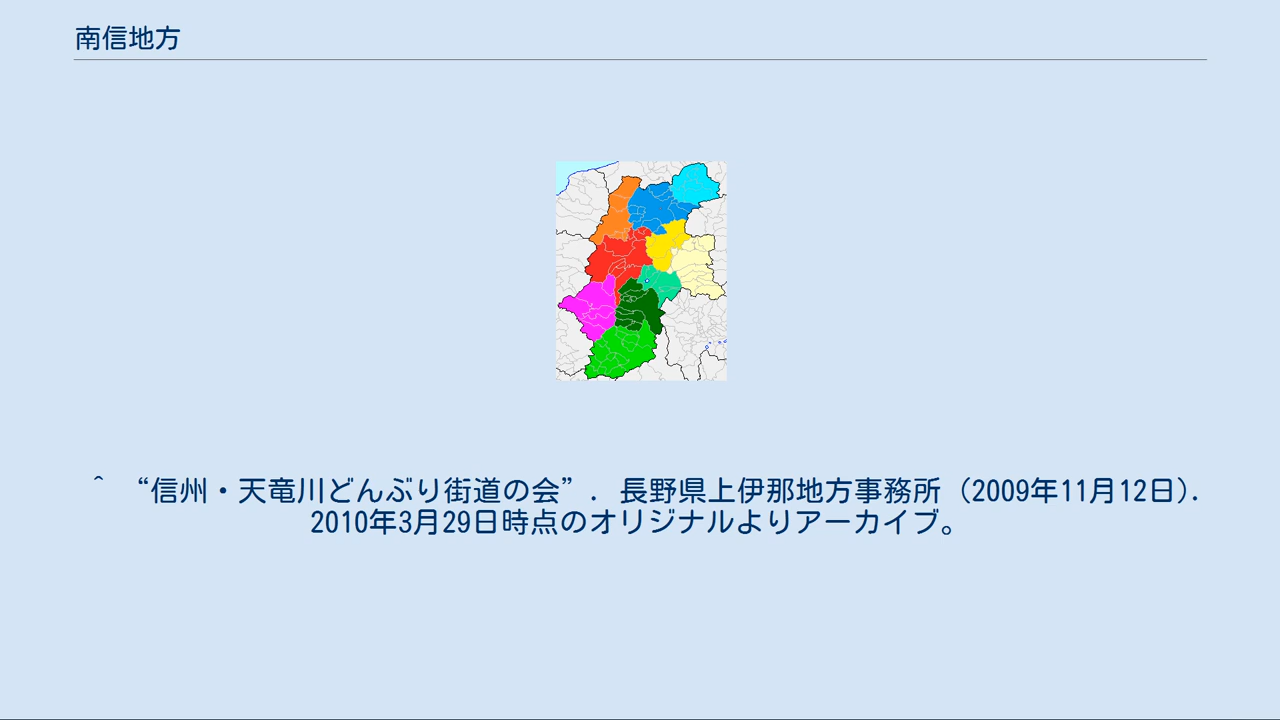 南信地方
^ “信州・天竜川どんぶり街道の会”. 長野県上伊那地方事務所 (2009年11月12日).
2010年3月29日時点のオリジナルよりアーカイブ。